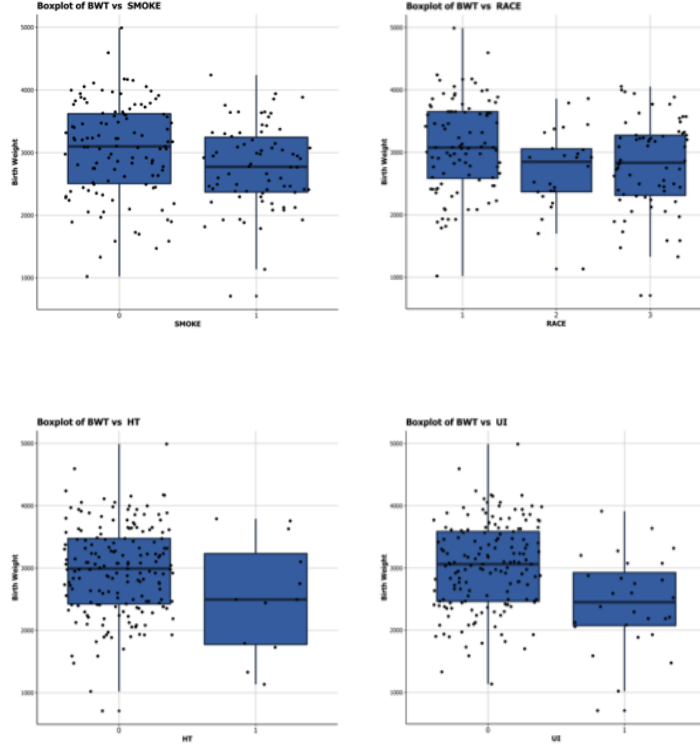 Boxplot of BWT vs SMOKE
5000
4000
3000
2000
1000
Birth Weight
0 1
SMOKE
Boxplot of BWT vs RACE
5000
4000
3000
2000
1000
Birth Weight
1 2 3
RACE
Boxplot of BWT vs HT
5000
4000
3000
2000
1000
Birth Weight
0 1
HT
Boxplot of BWT vs UI
5000
4000
3000
2000
1000
Birth Weight
0 1
UI